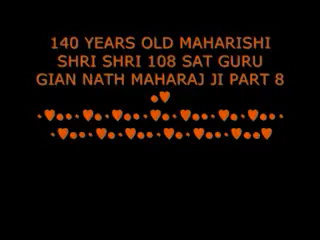 140 YEARS OLD MAHARISHI
SHRI SHRI 108 SAT GURU
GIAN NATH MAHARAJ JI PART 8